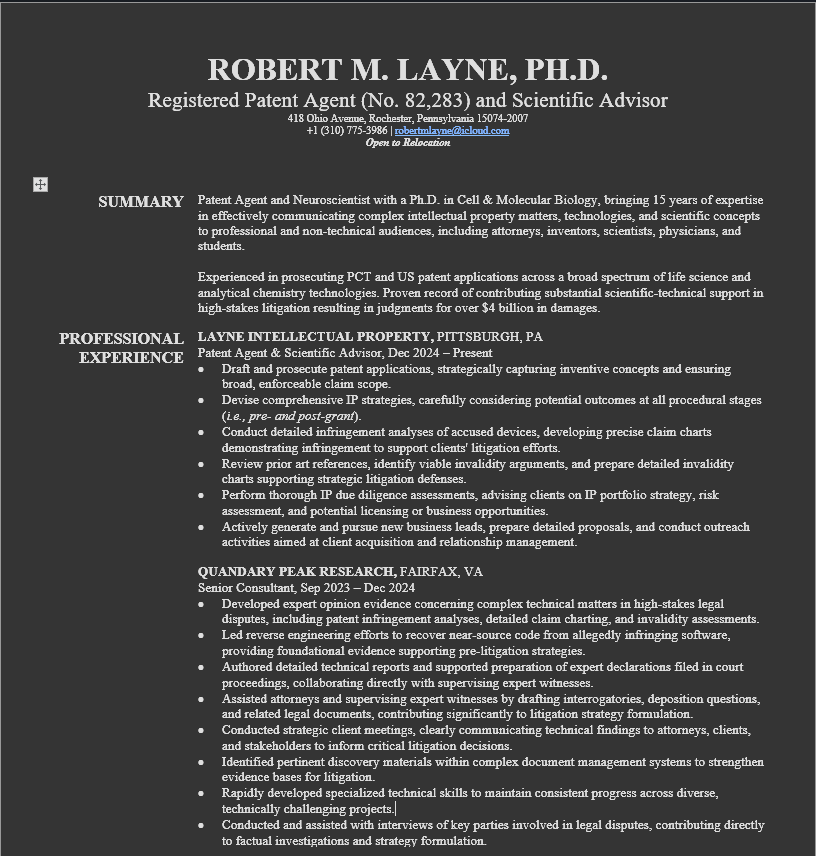 ROBERT M. LAYNE, PH.D.
Registered Patent Agent (No. 82,283) and Scientific Advisor
418 Ohio Avenue, Rochester, Pennsylvania 15074-2007
+1 (310) 775-3986 | robertmlayne@icloud.com
Open to Relocation
SUMMARY
Patent Agent and Neuroscientist with a Ph.D. in Cell & Molecular Biology, bringing 15 years of expertise
in effectively communicating complex intellectual property matters, technologies, and scientific concepts
to professional and non-technical audiences, including attorneys, inventors, scientists, physicians, and
students.
Experienced in prosecuting PCT and US patent applications across a broad spectrum of life science and
analytical chemistry technologies. Proven record of contributing substantial scientific-technical support in
high-stakes litigation resulting in judgments for over $4 billion in damages.
PROFESSIONAL
EXPERIENCE
LAYNE INTELLECTUAL PROPERTY, PITTSBURGH, PA
Patent Agent & Scientific Advisor, Dec 2024 – Present
• Draft and prosecute patent applications, strategically capturing inventive concepts and ensuring
broad, enforceable claim scope.
• Devise comprehensive IP strategies, carefully considering potential outcomes at all procedural stages
(i.e., pre- and post-grant).
• Conduct detailed infringement analyses of accused devices, developing precise claim charts
demonstrating infringement to support clients' litigation efforts.
• Review prior art references, identify viable invalidity arguments, and prepare detailed invalidity
charts supporting strategic litigation defenses.
• Perform thorough IP due diligence assessments, advising clients on IP portfolio strategy, risk
assessment, and potential licensing or business opportunities.
• Actively generate and pursue new business leads, prepare detailed proposals, and conduct outreach
activities aimed at client acquisition and relationship management.
QUANDARY PEAK RESEARCH, FAIRFAX, VA
Senior Consultant, Sep 2023 – Dec 2024
• Developed expert opinion evidence concerning complex technical matters in high-stakes legal
disputes, including patent infringement analyses, detailed claim charting, and invalidity assessments.
• Led reverse engineering efforts to recover near-source code from allegedly infringing software,
providing foundational evidence supporting pre-litigation strategies.
• Authored detailed technical reports and supported preparation of expert declarations filed in court
proceedings, collaborating directly with supervising expert witnesses.
• Assisted attorneys and supervising expert witnesses by drafting interrogatories, deposition questions,
and related legal documents, contributing significantly to litigation strategy formulation.
• Conducted strategic client meetings, clearly communicating technical findings to attorneys, clients,
and stakeholders to inform critical litigation decisions.
• Identified pertinent discovery materials within complex document management systems to strengthen
evidence bases for litigation.
• Rapidly developed specialized technical skills to maintain consistent progress across diverse,
technically challenging projects.
• Conducted and assisted with interviews of key parties involved in legal disputes, contributing directly
to factual investigations and strategy formulation.